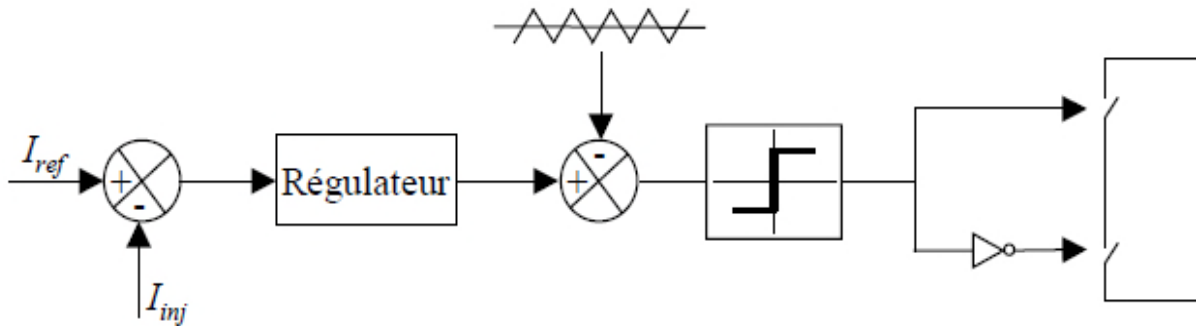 I_ref
+
-
Régulateur
-
+
I_inj